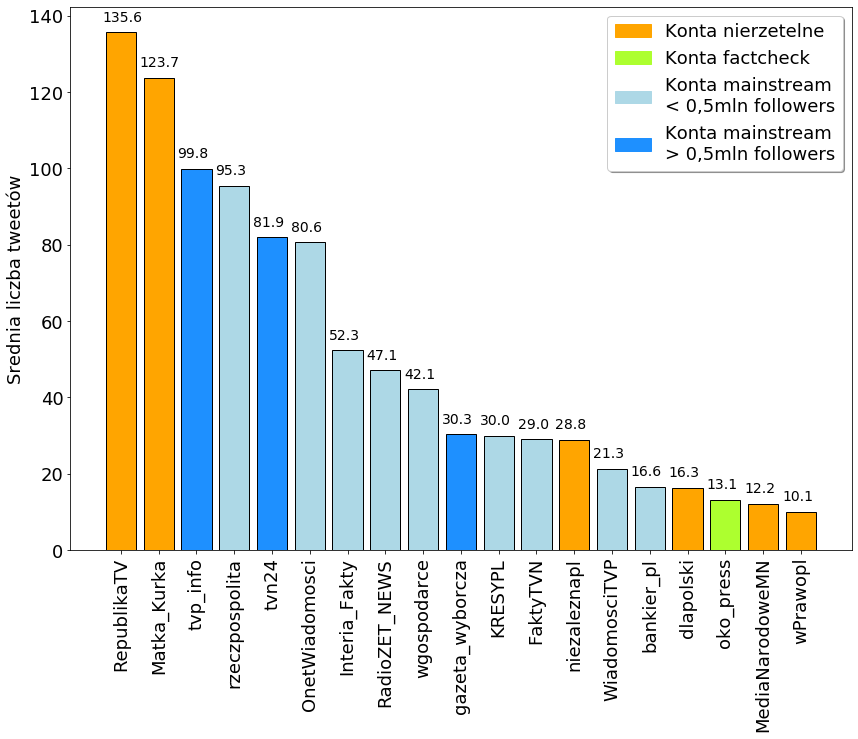 Srednia liczba tweetów
140
120
100
80
60
40
20
0
135.6
123.7
99.8
95.3
81.9
80.6
52.3
47.1
42.1
30.3
30.0
29.0
28.8
21.3
16.6
16.3
13.1
12.2
10.1
Konta nierzetelne
Konta factcheck
Konta mainstream
< 0,5mln followers
Konta mainstream
> 0,5mln followers
RepublikaTV
Matka_Kurka
tvp_info
rzeczpospolita
tvn24
OnetWiadomosci
Interia_Fakty
RadioZET_NEWS
wgospodarce
gazeta_wyborcza
KRESYPL
FaktyTVN
niezaleznapl
WiadomosciTVP
bankier_pl
dlapolski
oko_press
MediaNarodoweMN
wPrawopl